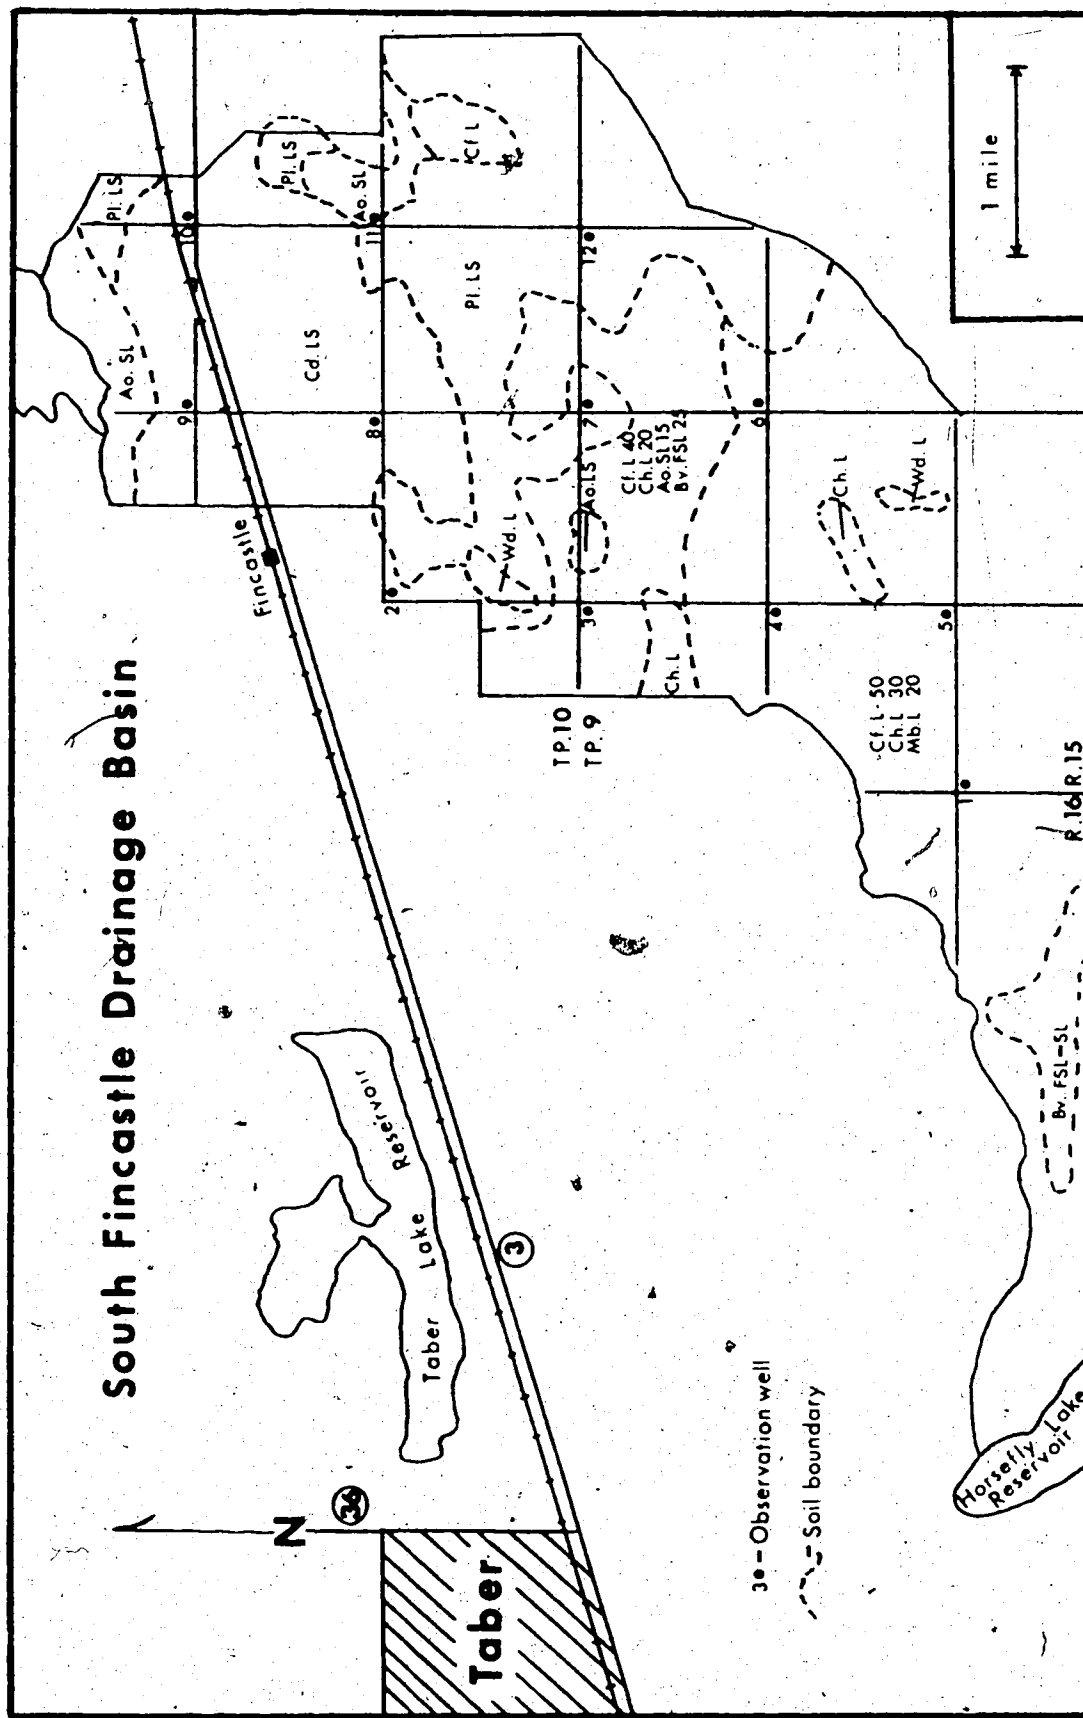 South Fincastle Drainage Basin
N
36
Taber
Taber Lake Reservoir
3
Fincastle
Ao. SL
Pl. LS
9
10
Cd. LS
Pl. LS
Ao. SL
8
11
2
Pl. LS
Cf. L
Wd. L
TP. 10
TP. 9
3
Ao. LS
7
12
Cf. L 40
Ch. L 20
Ao. SL 15
Bv. FSL 25
Ch. L
4
6
Ch. L
Wd. L
Cf. L - 50
Ch. L 30
Mb. L 20
1
5
R. 16 R. 15
Bv. FSL-SL
Horsefly Lake
Reservoir
3 - Observation well
- Soil boundary
1 mile